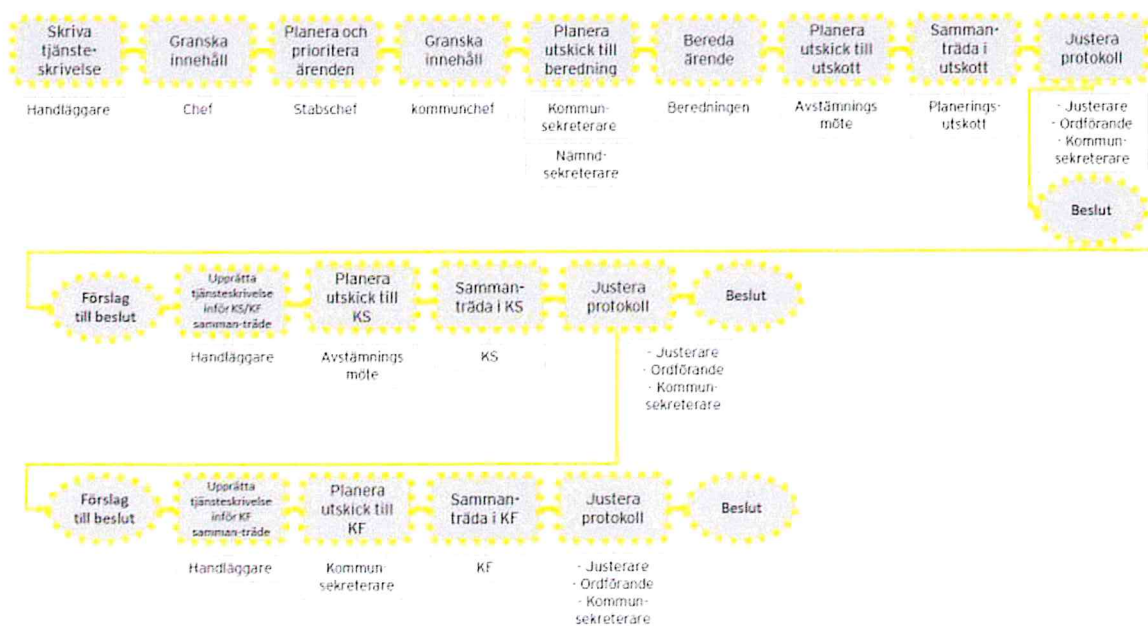 Skriva
tjänste-
skrivelse
Granska
innehåll
Planera och
prioritera
ärenden
Granska
innehåll
Planera
utskick till
beredning
Bereda
ärende
Planera
utskick till
utskott
Samman-
träda i
utskott
Justera
protokoll
Handläggare
Chef
Stabschef
kommunchef
Kommun-
sekreterare
Nämnd-
sekreterare
Beredningen
Avstämnings
möte
Planerings-
utskott
- Justerare
- Ordförande
- Kommun-
sekreterare
Beslut
Förslag
till beslut
Upprätta
tjänsteskrivelse
inför KS/KF
samman-träde
Planera
utskick till
KS
Samman-
träda i KS
Justera
protokoll
Beslut
Handläggare
Avstämnings
möte
KS
- Justerare
- Ordförande
- Kommun-
sekreterare
Förslag
till beslut
Upprätta
tjänsteskrivelse
inför KF
samman-träde
Planera
utskick till
KF
Samman-
träda i KF
Justera
protokoll
Beslut
Handläggare
Kommun-
sekreterare
KF
- Justerare
- Ordförande
- Kommun-
sekreterare